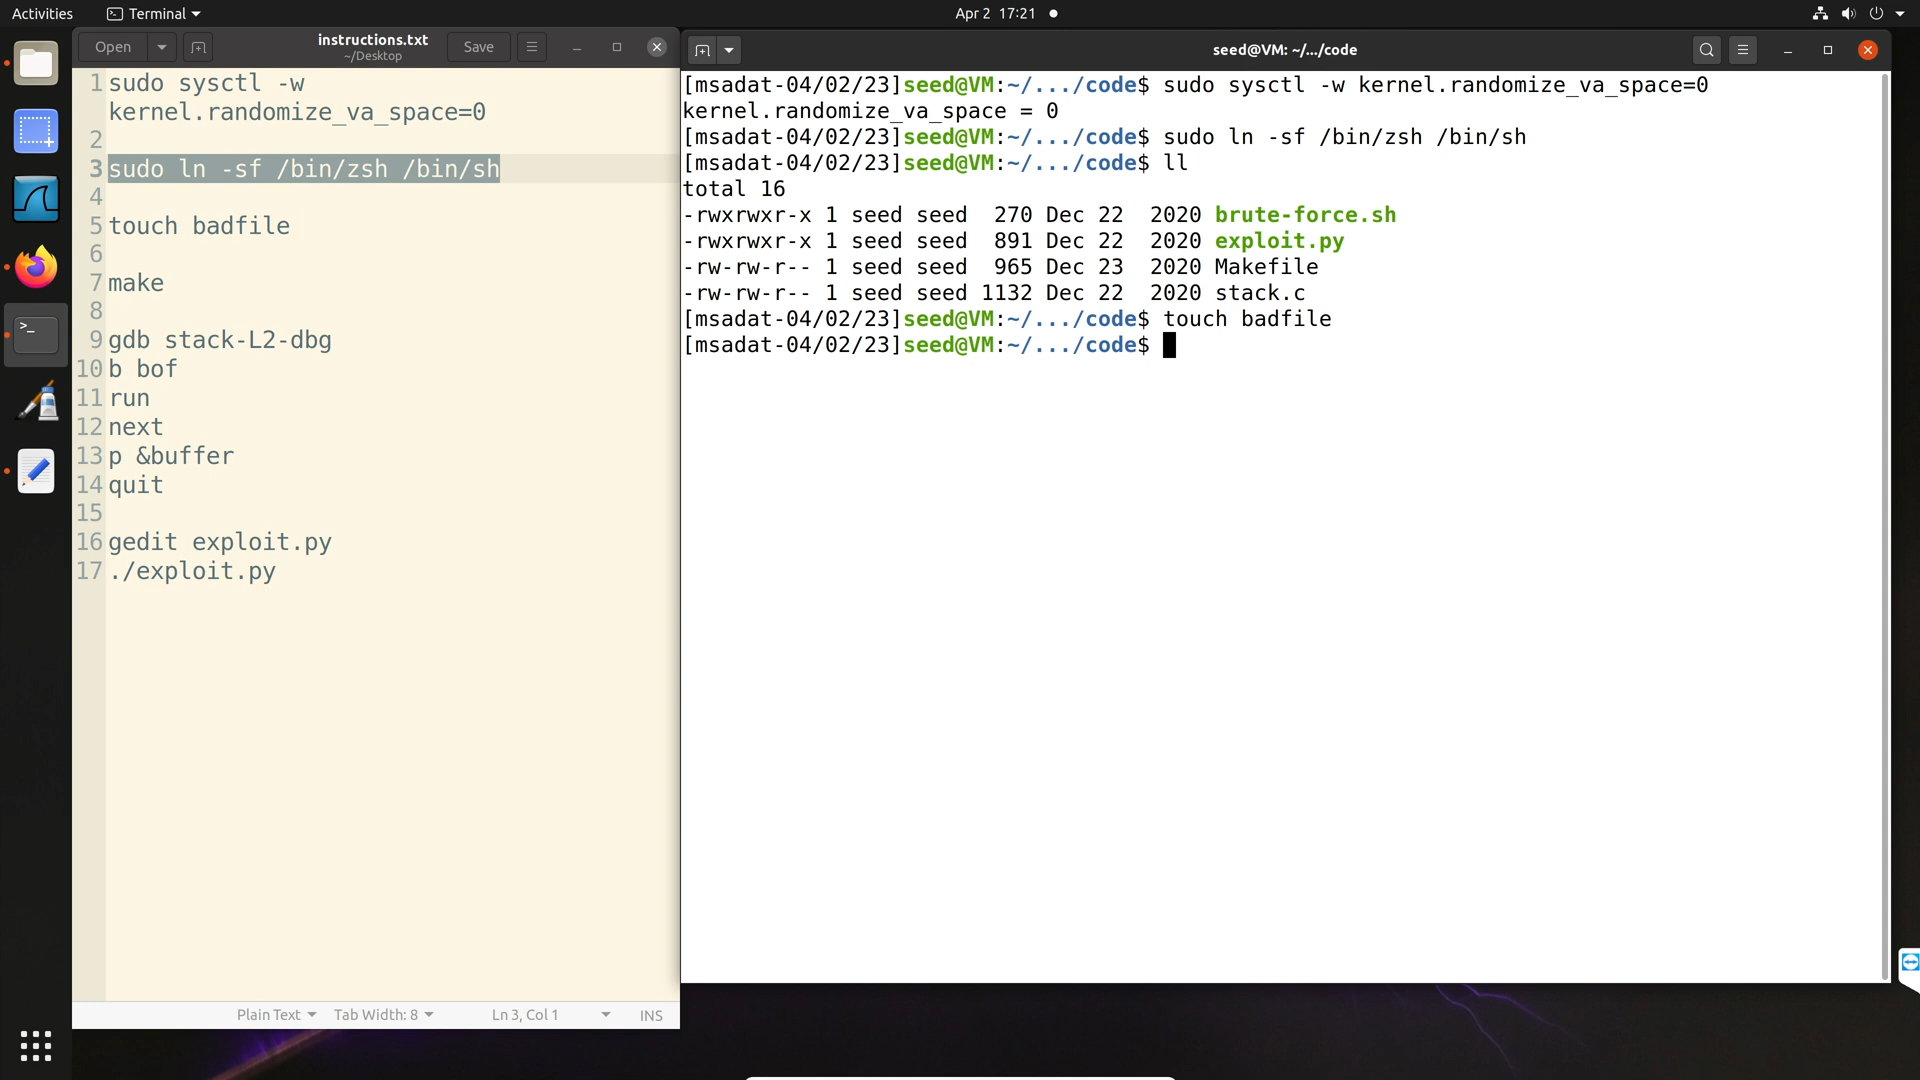 Activities
Terminal
Apr 2 17:21
Open
instructions.txt
~/Desktop
Save
1 sudo sysctl -w
kernel.randomize_va_space=0
2
3 sudo ln -sf /bin/zsh /bin/sh
4
5 touch badfile
6
7 make
8
9 gdb stack-L2-dbg
10 b bof
11 run
12 next
13 p &buffer
14 quit
15
16 gedit exploit.py
17 ./exploit.py
Plain Text
Tab Width: 8
Ln 3, Col 1
INS
seed@VM: ~/.../code
[msadat-04/02/23]seed@VM:~/.../code$ sudo sysctl -w kernel.randomize_va_space=0
kernel.randomize_va_space = 0
[msadat-04/02/23]seed@VM:~/.../code$ sudo ln -sf /bin/zsh /bin/sh
[msadat-04/02/23]seed@VM:~/.../code$ ll
total 16
-rwxrwxr-x 1 seed seed  270 Dec 22  2020 brute-force.sh
-rwxrwxr-x 1 seed seed  891 Dec 22  2020 exploit.py
-rw-rw-r-- 1 seed seed  965 Dec 23  2020 Makefile
-rw-rw-r-- 1 seed seed 1132 Dec 22  2020 stack.c
[msadat-04/02/23]seed@VM:~/.../code$ touch badfile
[msadat-04/02/23]seed@VM:~/.../code$